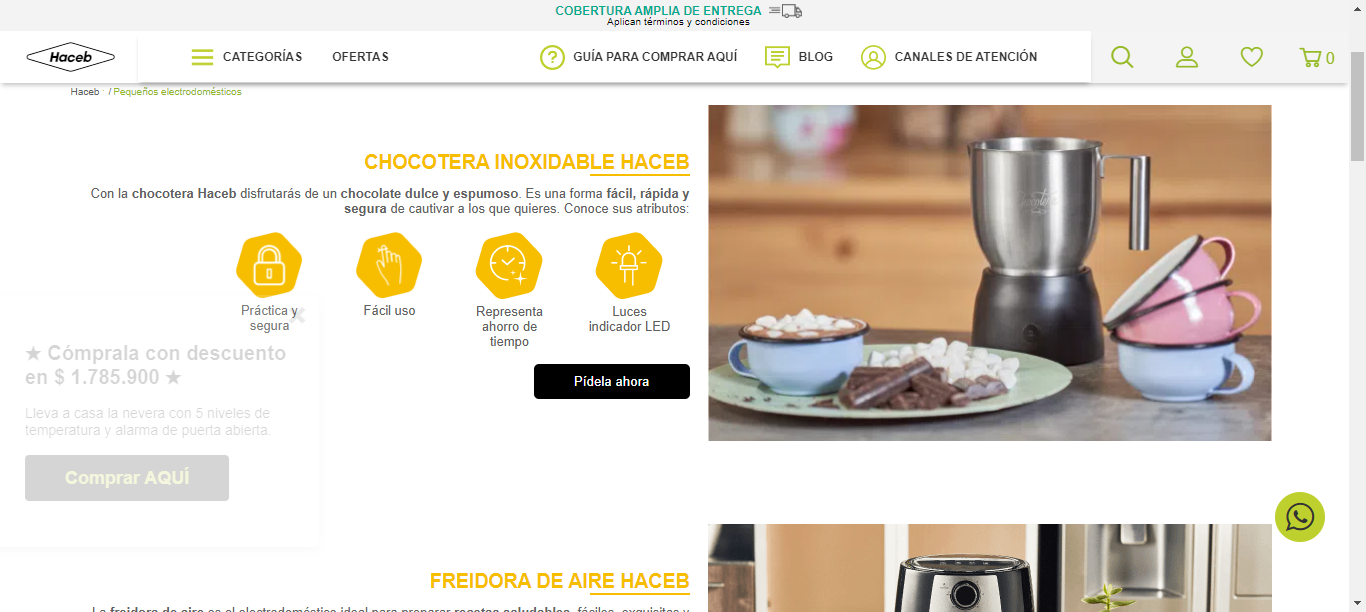 COBERTURA AMPLIA DE ENTREGA
Aplican términos y condiciones
Haceb
CATEGORÍAS
OFERTAS
GUÍA PARA COMPRAR AQUÍ
BLOG
CANALES DE ATENCIÓN
0
Haceb / Pequeños electrodomésticos
CHOCOTERA INOXIDABLE HACEB
Con la chocotera Haceb disfrutarás de un chocolate dulce y espumoso. Es una forma fácil, rápida y
segura de cautivar a los que quieres. Conoce sus atributos:
Práctica y
segura
Fácil uso
Representa
ahorro de
tiempo
Luces
indicador LED
Pídela ahora
★ Cómprala con descuento
en $ 1.785.900 ★
Lleva a casa la nevera con 5 niveles de
temperatura y alarma de puerta abierta.
Comprar AQUÍ
Chocotera
FREIDORA DE AIRE HACEB
La freidora de aire es el electrodoméstico ideal para preparar recetas saludables, fáciles, exquisitas y